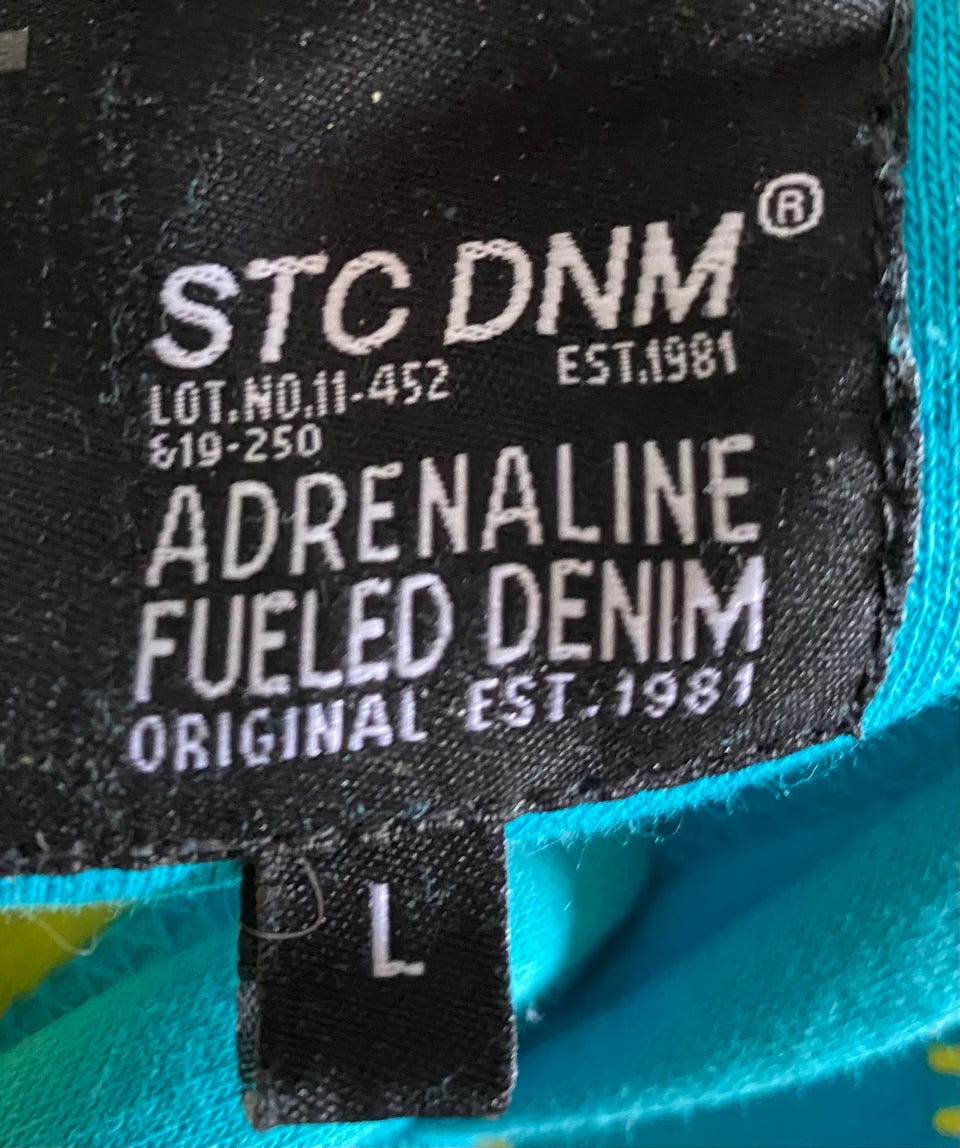 STC DNM®
LOT.NO.11-452 EST.1981
&19-250
ADRENALINE
FUELED DENIM
ORIGINAL EST.1981
L